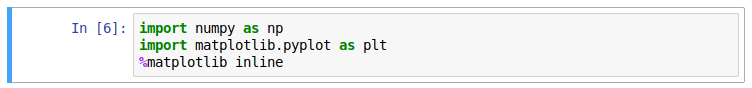 In [6]: import numpy as np
import matplotlib.pyplot as plt
%matplotlib inline